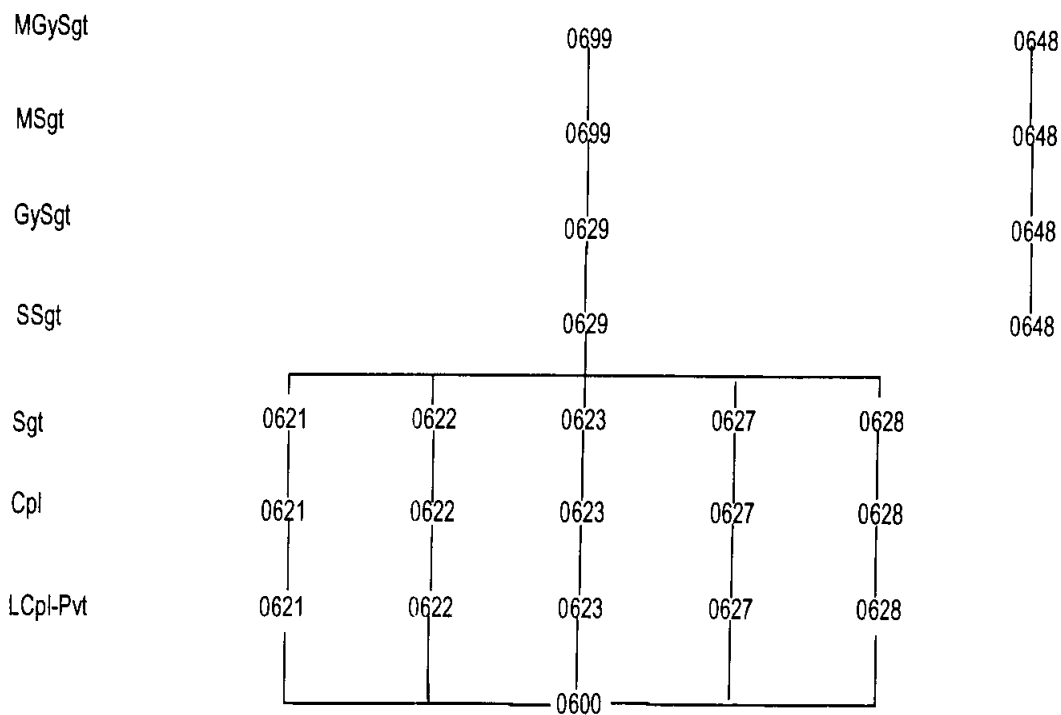 MGySgt 0699 0648
MSgt 0699 0648
GySgt 0629 0648
SSgt 0629 0648
Sgt 0621 0622 0623 0627 0628
Cpl 0621 0622 0623 0627 0628
LCpl-Pvt 0621 0622 0623 0627 0628
0600